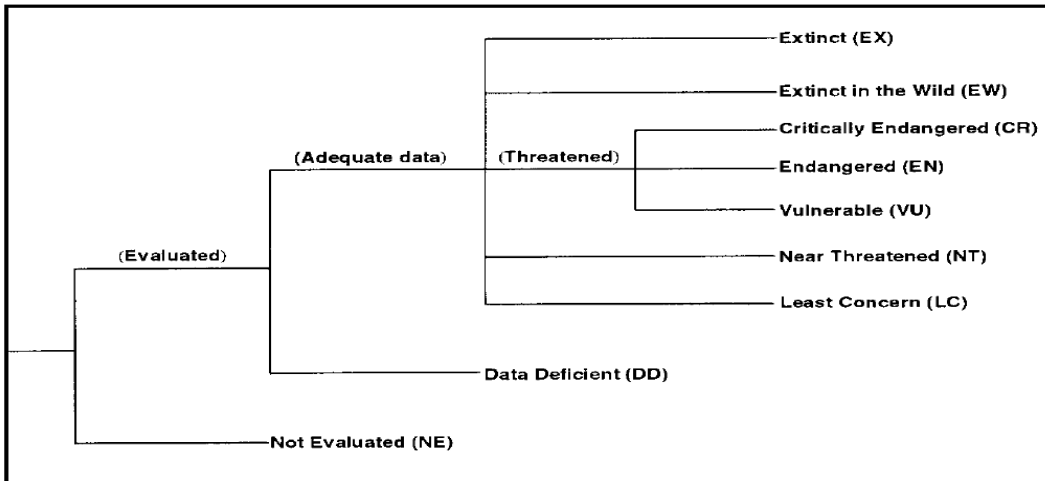 Extinct (EX)
Extinct in the Wild (EW)
Critically Endangered (CR)
(Adequate data)
(Threatened)
Endangered (EN)
Vulnerable (VU)
(Evaluated)
Near Threatened (NT)
Least Concern (LC)
Data Deficient (DD)
Not Evaluated (NE)